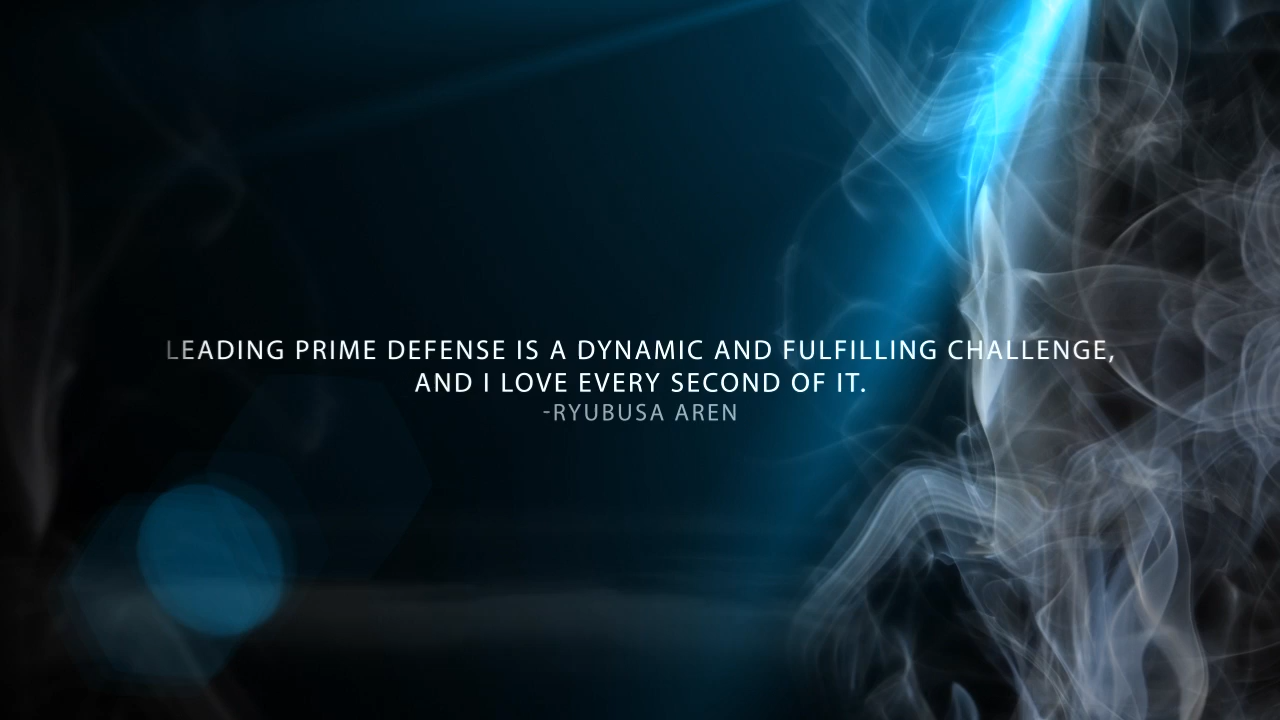 LEADING PRIME DEFENSE IS A DYNAMIC AND FULFILLING CHALLENGE,
AND I LOVE EVERY SECOND OF IT.
-RYUBUSA AREN